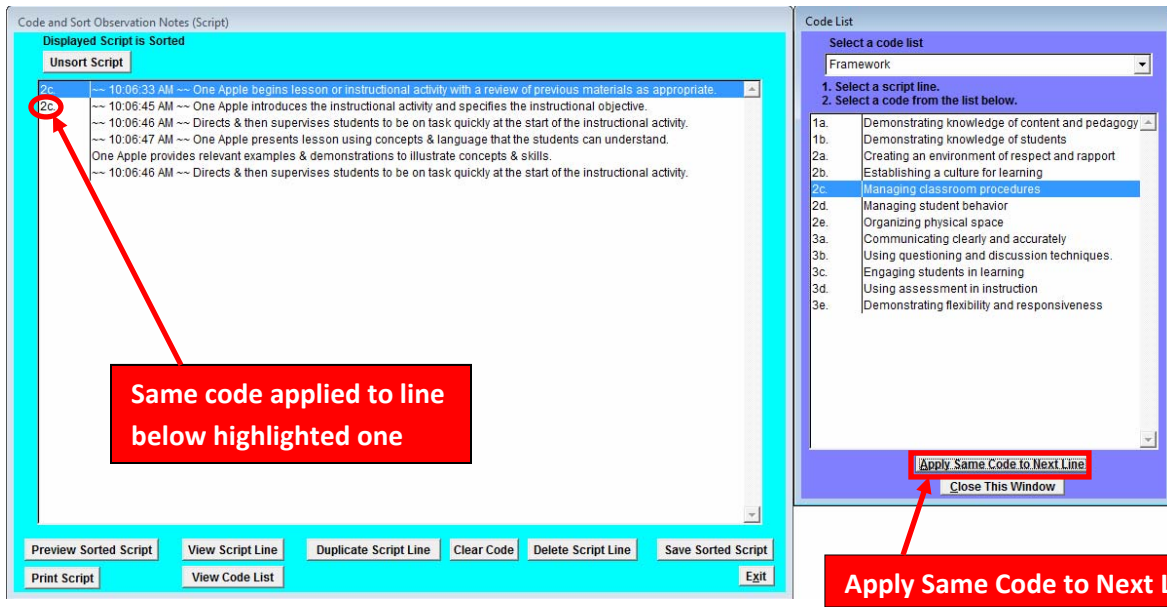 Code and Sort Observation Notes (Script)
Displayed Script is Sorted
Unsort Script
2c. ~~ 10:06:33 AM ~~ One Apple begins lesson or instructional activity with a review of previous materials as appropriate.
2c. ~~ 10:06:45 AM ~~ One Apple introduces the instructional activity and specifies the instructional objective.
~~ 10:06:46 AM ~~ Directs & then supervises students to be on task quickly at the start of the instructional activity.
~~ 10:06:47 AM ~~ One Apple presents lesson using concepts & language that the students can understand.
One Apple provides relevant examples & demonstrations to illustrate concepts & skills.
~~ 10:06:46 AM ~~ Directs & then supervises students to be on task quickly at the start of the instructional activity.
Same code applied to line
below highlighted one
Preview Sorted Script View Script Line Duplicate Script Line Clear Code Delete Script Line Save Sorted Script
Print Script View Code List Exit
Code List
Select a code list
Framework
1. Select a script line.
2. Select a code from the list below.
1a. Demonstrating knowledge of content and pedagogy
1b. Demonstrating knowledge of students
2a. Creating an environment of respect and rapport
2b. Establishing a culture for learning
2c. Managing classroom procedures
2d. Managing student behavior
2e. Organizing physical space
3a. Communicating clearly and accurately
3b. Using questioning and discussion techniques.
3c. Engaging students in learning
3d. Using assessment in instruction
3e. Demonstrating flexibility and responsiveness
Apply Same Code to Next Line
Close This Window
Apply Same Code to Next